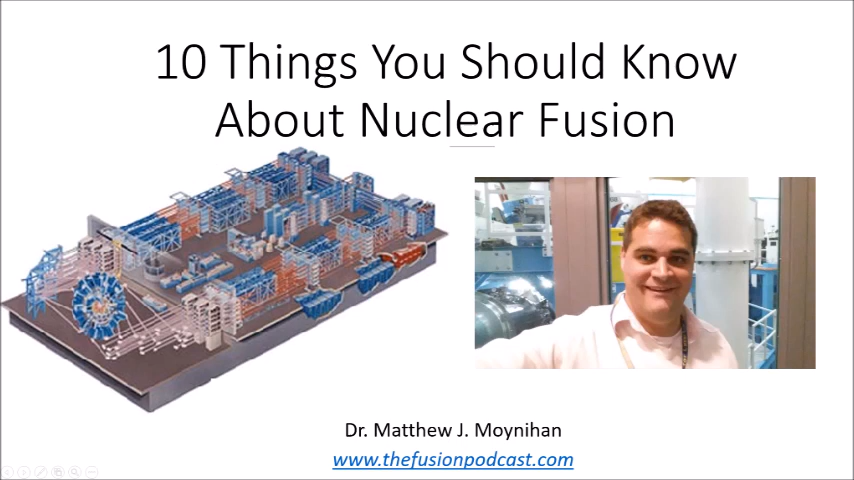 10 Things You Should Know
About Nuclear Fusion
Dr. Matthew J. Moynihan
www.thefusionpodcast.com